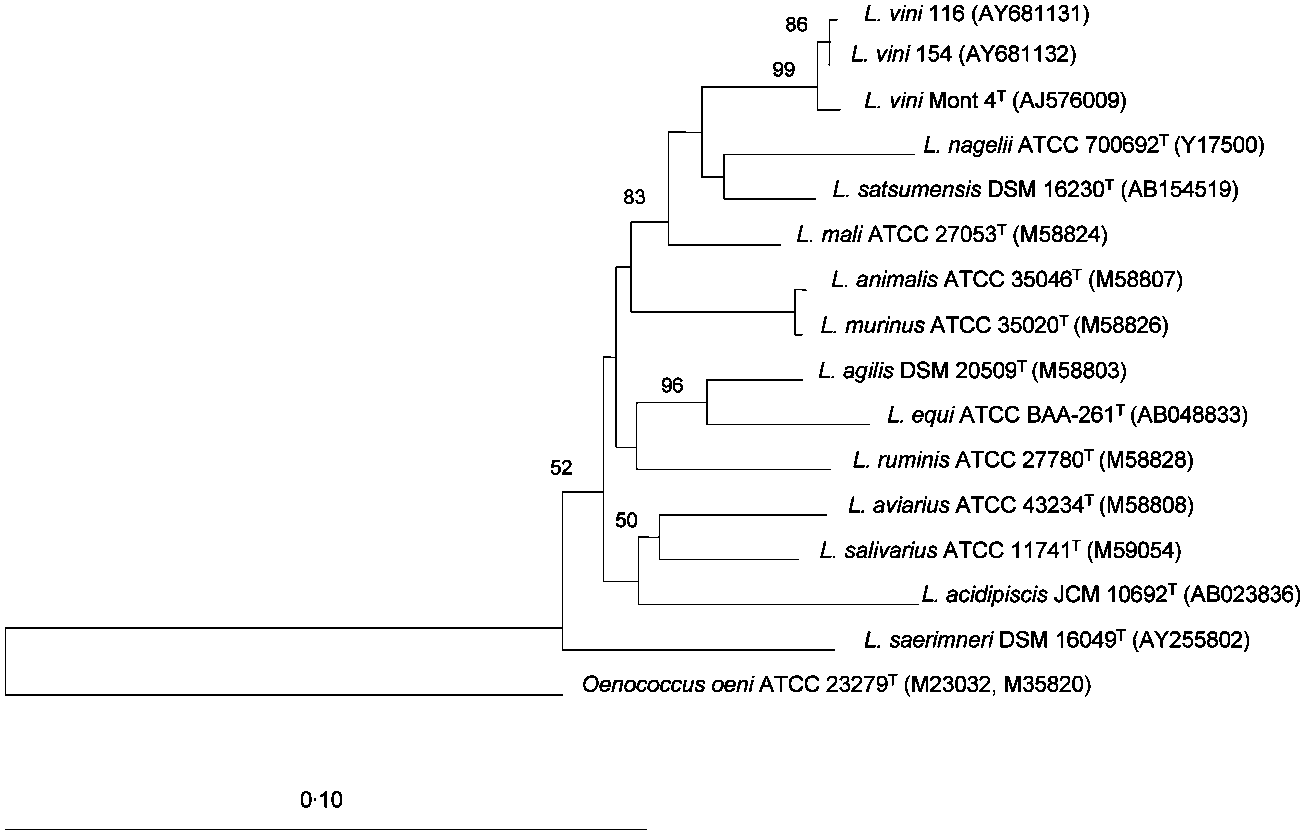 86
L. vini 116 (AY681131)
L. vini 154 (AY681132)
99
L. vini Mont 4ᵀ (AJ576009)
L. nagelii ATCC 700692ᵀ (Y17500)
L. satsumensis DSM 16230ᵀ (AB154519)
83
L. mali ATCC 27053ᵀ (M58824)
L. animalis ATCC 35046ᵀ (M58807)
L. murinus ATCC 35020ᵀ (M58826)
L. agilis DSM 20509ᵀ (M58803)
96
L. equi ATCC BAA-261ᵀ (AB048833)
L. ruminis ATCC 27780ᵀ (M58828)
52
L. aviarius ATCC 43234ᵀ (M58808)
50
L. salivarius ATCC 11741ᵀ (M59054)
L. acidipiscis JCM 10692ᵀ (AB023836)
L. saerimneri DSM 16049ᵀ (AY255802)
Oenococcus oeni ATCC 23279ᵀ (M23032, M35820)
0·10